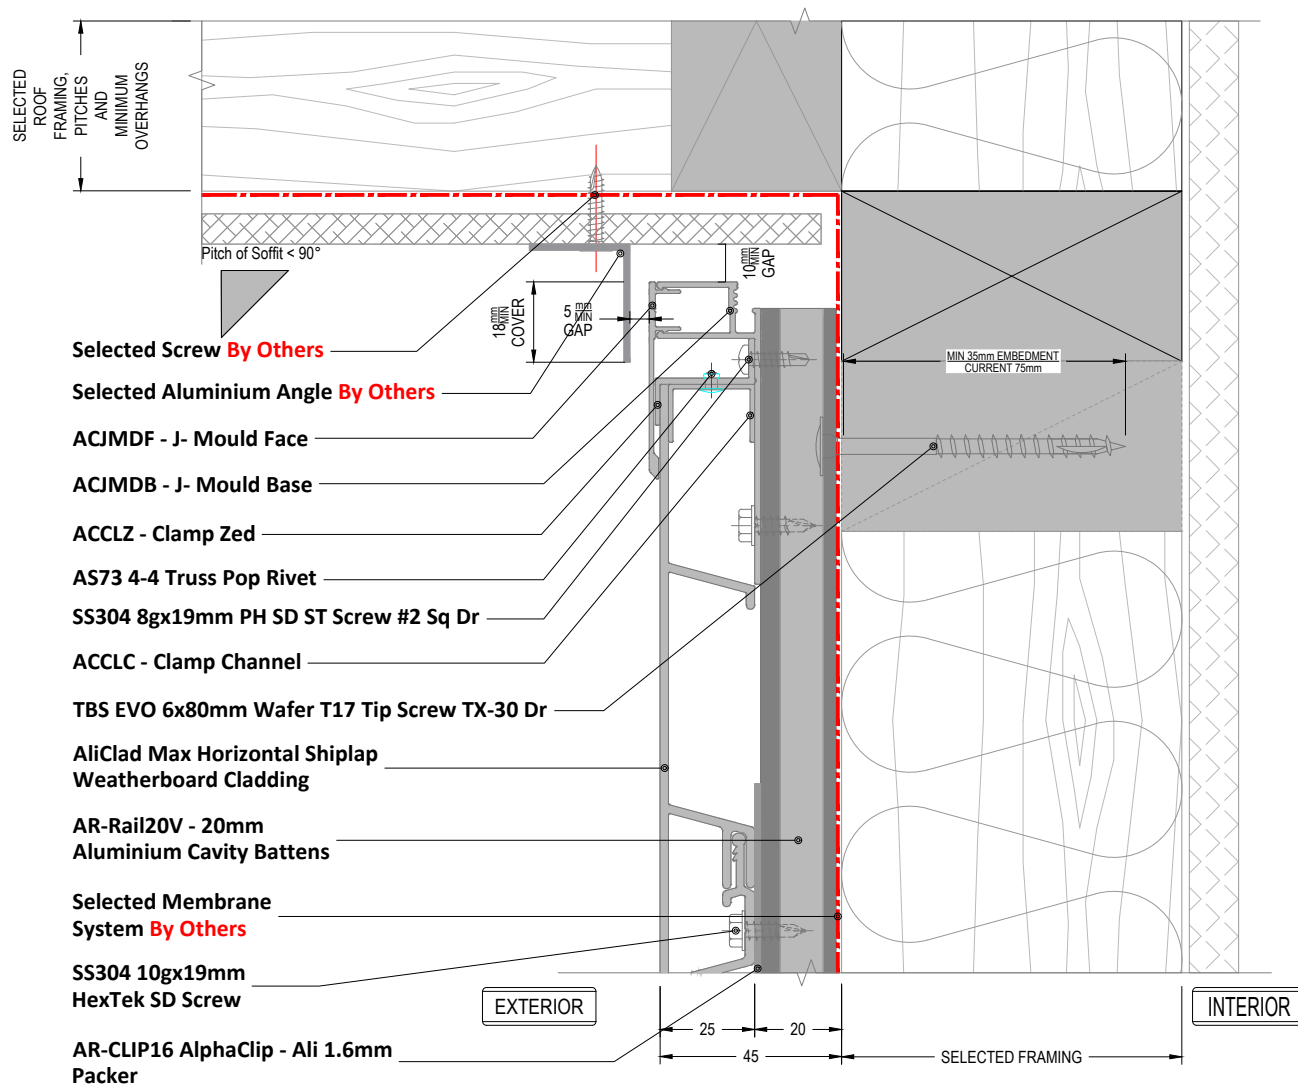 SELECTED
ROOF
FRAMING,
PITCHES
AND
MINIMUM
OVERHANGS
Pitch of Soffit < 90°
10mm MIN
GAP
18mm MIN
COVER
5 mm MIN
GAP
MIN 35mm EMBEDMENT
CURRENT 75mm
Selected Screw By Others
Selected Aluminium Angle By Others
ACJMDF - J- Mould Face
ACJMDB - J- Mould Base
ACCLZ - Clamp Zed
AS73 4-4 Truss Pop Rivet
SS304 8gx19mm PH SD ST Screw #2 Sq Dr
ACCLC - Clamp Channel
TBS EVO 6x80mm Wafer T17 Tip Screw TX-30 Dr
AliClad Max Horizontal Shiplap
Weatherboard Cladding
AR-Rail20V - 20mm
Aluminium Cavity Battens
Selected Membrane
System By Others
SS304 10gx19mm
HexTek SD Screw
AR-CLIP16 AlphaClip - Ali 1.6mm
Packer
EXTERIOR
INTERIOR
25
20
45
SELECTED FRAMING